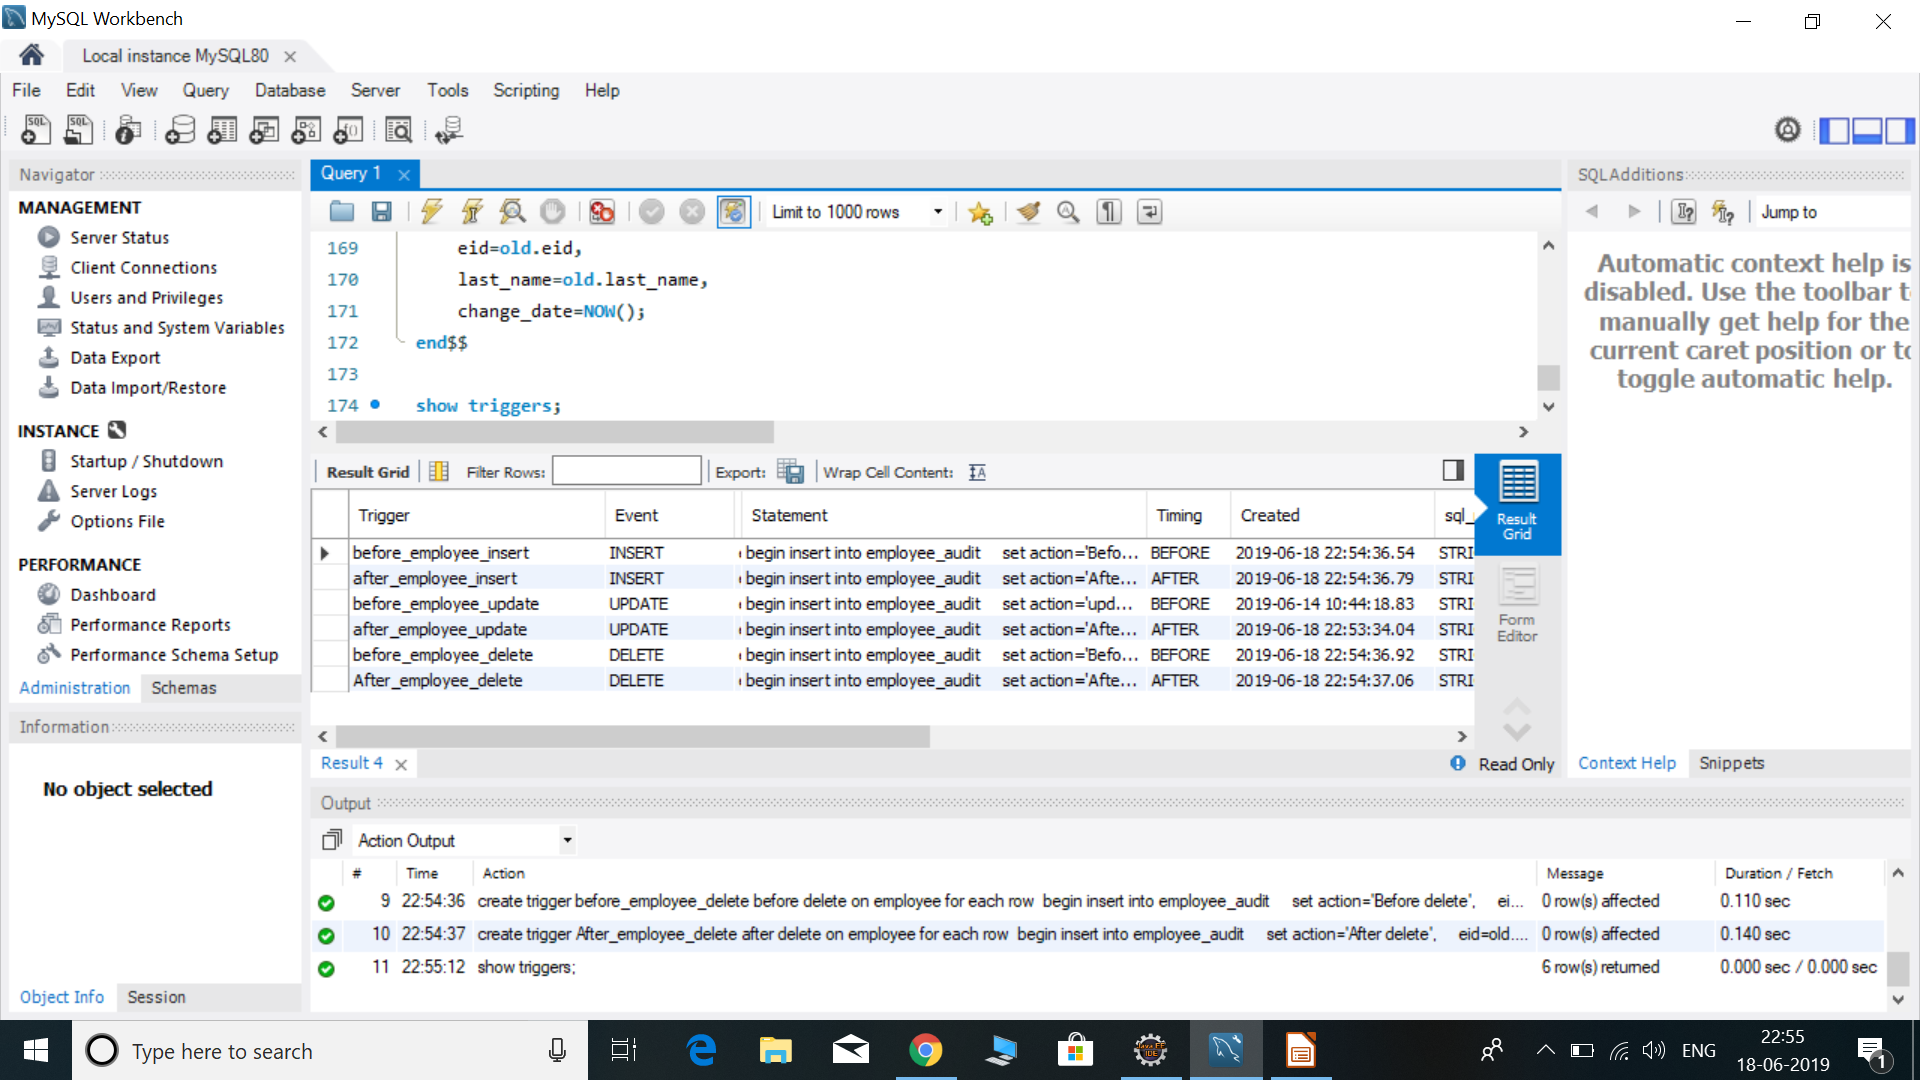 MySQL Workbench
Local instance MySQL80
File Edit View Query Database Server Tools Scripting Help
Navigator
MANAGEMENT
Server Status
Client Connections
Users and Privileges
Status and System Variables
Data Export
Data Import/Restore
INSTANCE
Startup / Shutdown
Server Logs
Options File
PERFORMANCE
Dashboard
Performance Reports
Performance Schema Setup
Administration Schemas
Information
No object selected
Object Info Session
Query 1
Limit to 1000 rows
169 eid=old.eid,
170 last_name=old.last_name,
171 change_date=NOW();
172 end$$
173
174 show triggers;
Result Grid Filter Rows: Export: Wrap Cell Content:
Trigger Event Statement Timing Created sql_
before_employee_insert INSERT begin insert into employee_audit set action='Befo... BEFORE 2019-06-18 22:54:36.54 STRI
after_employee_insert INSERT begin insert into employee_audit set action='Afte... AFTER 2019-06-18 22:54:36.79 STRI
before_employee_update UPDATE begin insert into employee_audit set action='upd... BEFORE 2019-06-14 10:44:18.83 STRI
after_employee_update UPDATE begin insert into employee_audit set action='Afte... AFTER 2019-06-18 22:53:34.04 STRI
before_employee_delete DELETE begin insert into employee_audit set action='Befo... BEFORE 2019-06-18 22:54:36.92 STRI
After_employee_delete DELETE begin insert into employee_audit set action='Afte... AFTER 2019-06-18 22:54:37.06 STRI
Result Grid
Form Editor
Result 4
Read Only
SQLAdditions
Jump to
Automatic context help is
disabled. Use the toolbar t
manually get help for the
current caret position or to
toggle automatic help.
Context Help Snippets
Output
Action Output
# Time Action Message Duration / Fetch
9 22:54:36 create trigger before_employee_delete before delete on employee for each row begin insert into employee_audit set action='Before delete', ei... 0 row(s) affected 0.110 sec
10 22:54:37 create trigger After_employee_delete after delete on employee for each row begin insert into employee_audit set action='After delete', eid=old.... 0 row(s) affected 0.140 sec
11 22:55:12 show triggers; 6 row(s) returned 0.000 sec / 0.000 sec
Type here to search
ENG
22:55
18-06-2019
1